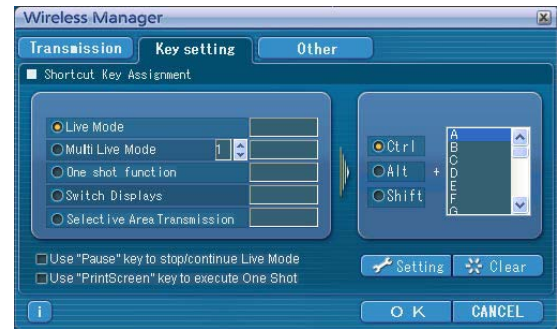 Wireless Manager
Transmission Key setting Other
Shortcut Key Assignment
Live Mode
Multi Live Mode 1
One shot function
Switch Displays
Selective Area Transmission
Ctrl
Alt +
Shift
A
B
C
D
E
F
G
Use "Pause" key to stop/continue Live Mode
Use "PrintScreen" key to execute One Shot
Setting Clear
i OK CANCEL